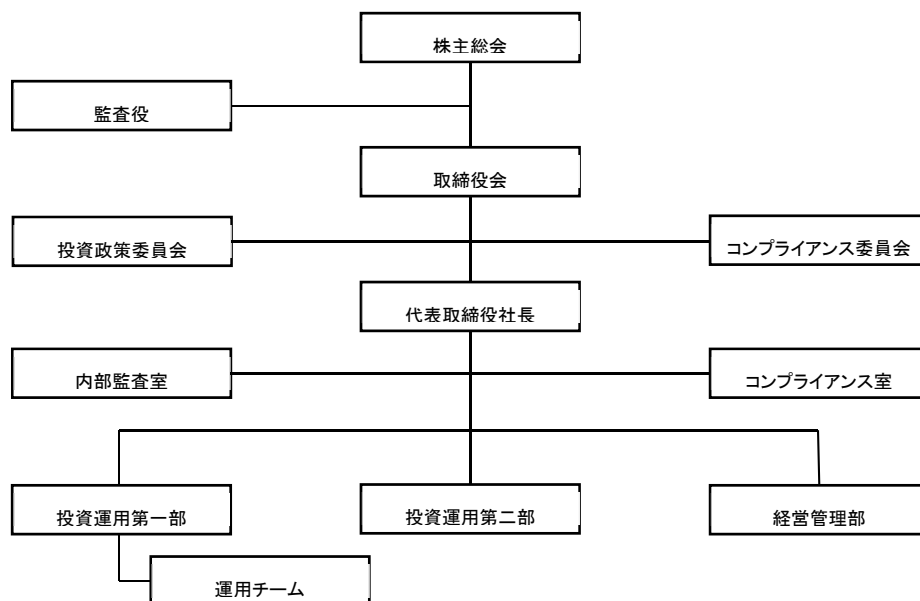 株主総会
監査役
取締役会
投資政策委員会
コンプライアンス委員会
代表取締役社長
内部監査室
コンプライアンス室
投資運用第一部
投資運用第二部
経営管理部
運用チーム